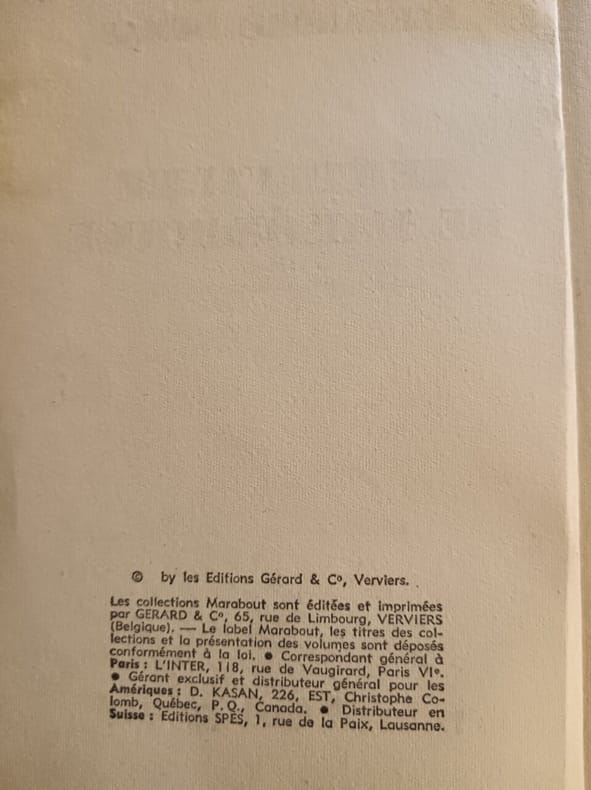 © by les Editions Gérard & C°, Verviers.
Les collections Marabout sont éditées et imprimées
par GERARD & C°, 65, rue de Limbourg, VERVIERS
(Belgique). — Le label Marabout, les titres des col-
lections et la présentation des volumes sont déposés
conformément à la loi. ● Correspondant général à
Paris : L'INTER, 118, rue de Vaugirard, Paris VIe.
● Gérant exclusif et distributeur général pour les
Amériques : D. KASAN, 226, EST, Christophe Co-
lomb, Québec, P. Q., Canada. ● Distributeur en
Suisse : Editions SPES, 1, rue de la Paix, Lausanne.